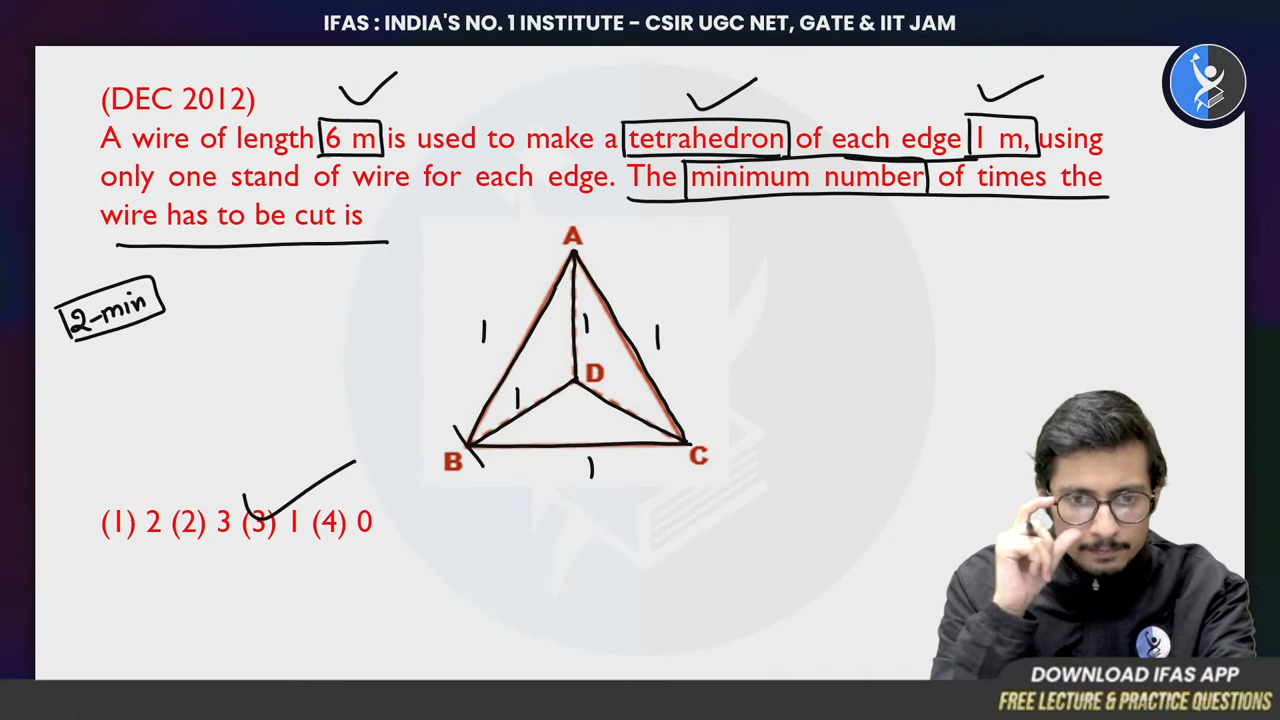 IFAS : INDIA'S NO. 1 INSTITUTE – CSIR UGC NET, GATE & IIT JAM
(DEC 2012)
A wire of length 6 m is used to make a tetrahedron of each edge 1 m, using
only one stand of wire for each edge. The minimum number of times the
wire has to be cut is
2-min
A
1
1
1
D
1
B
C
1
(1) 2 (2) 3 (3) 1 (4) 0
DOWNLOAD IFAS APP
FREE LECTURE & PRACTICE QUESTIONS